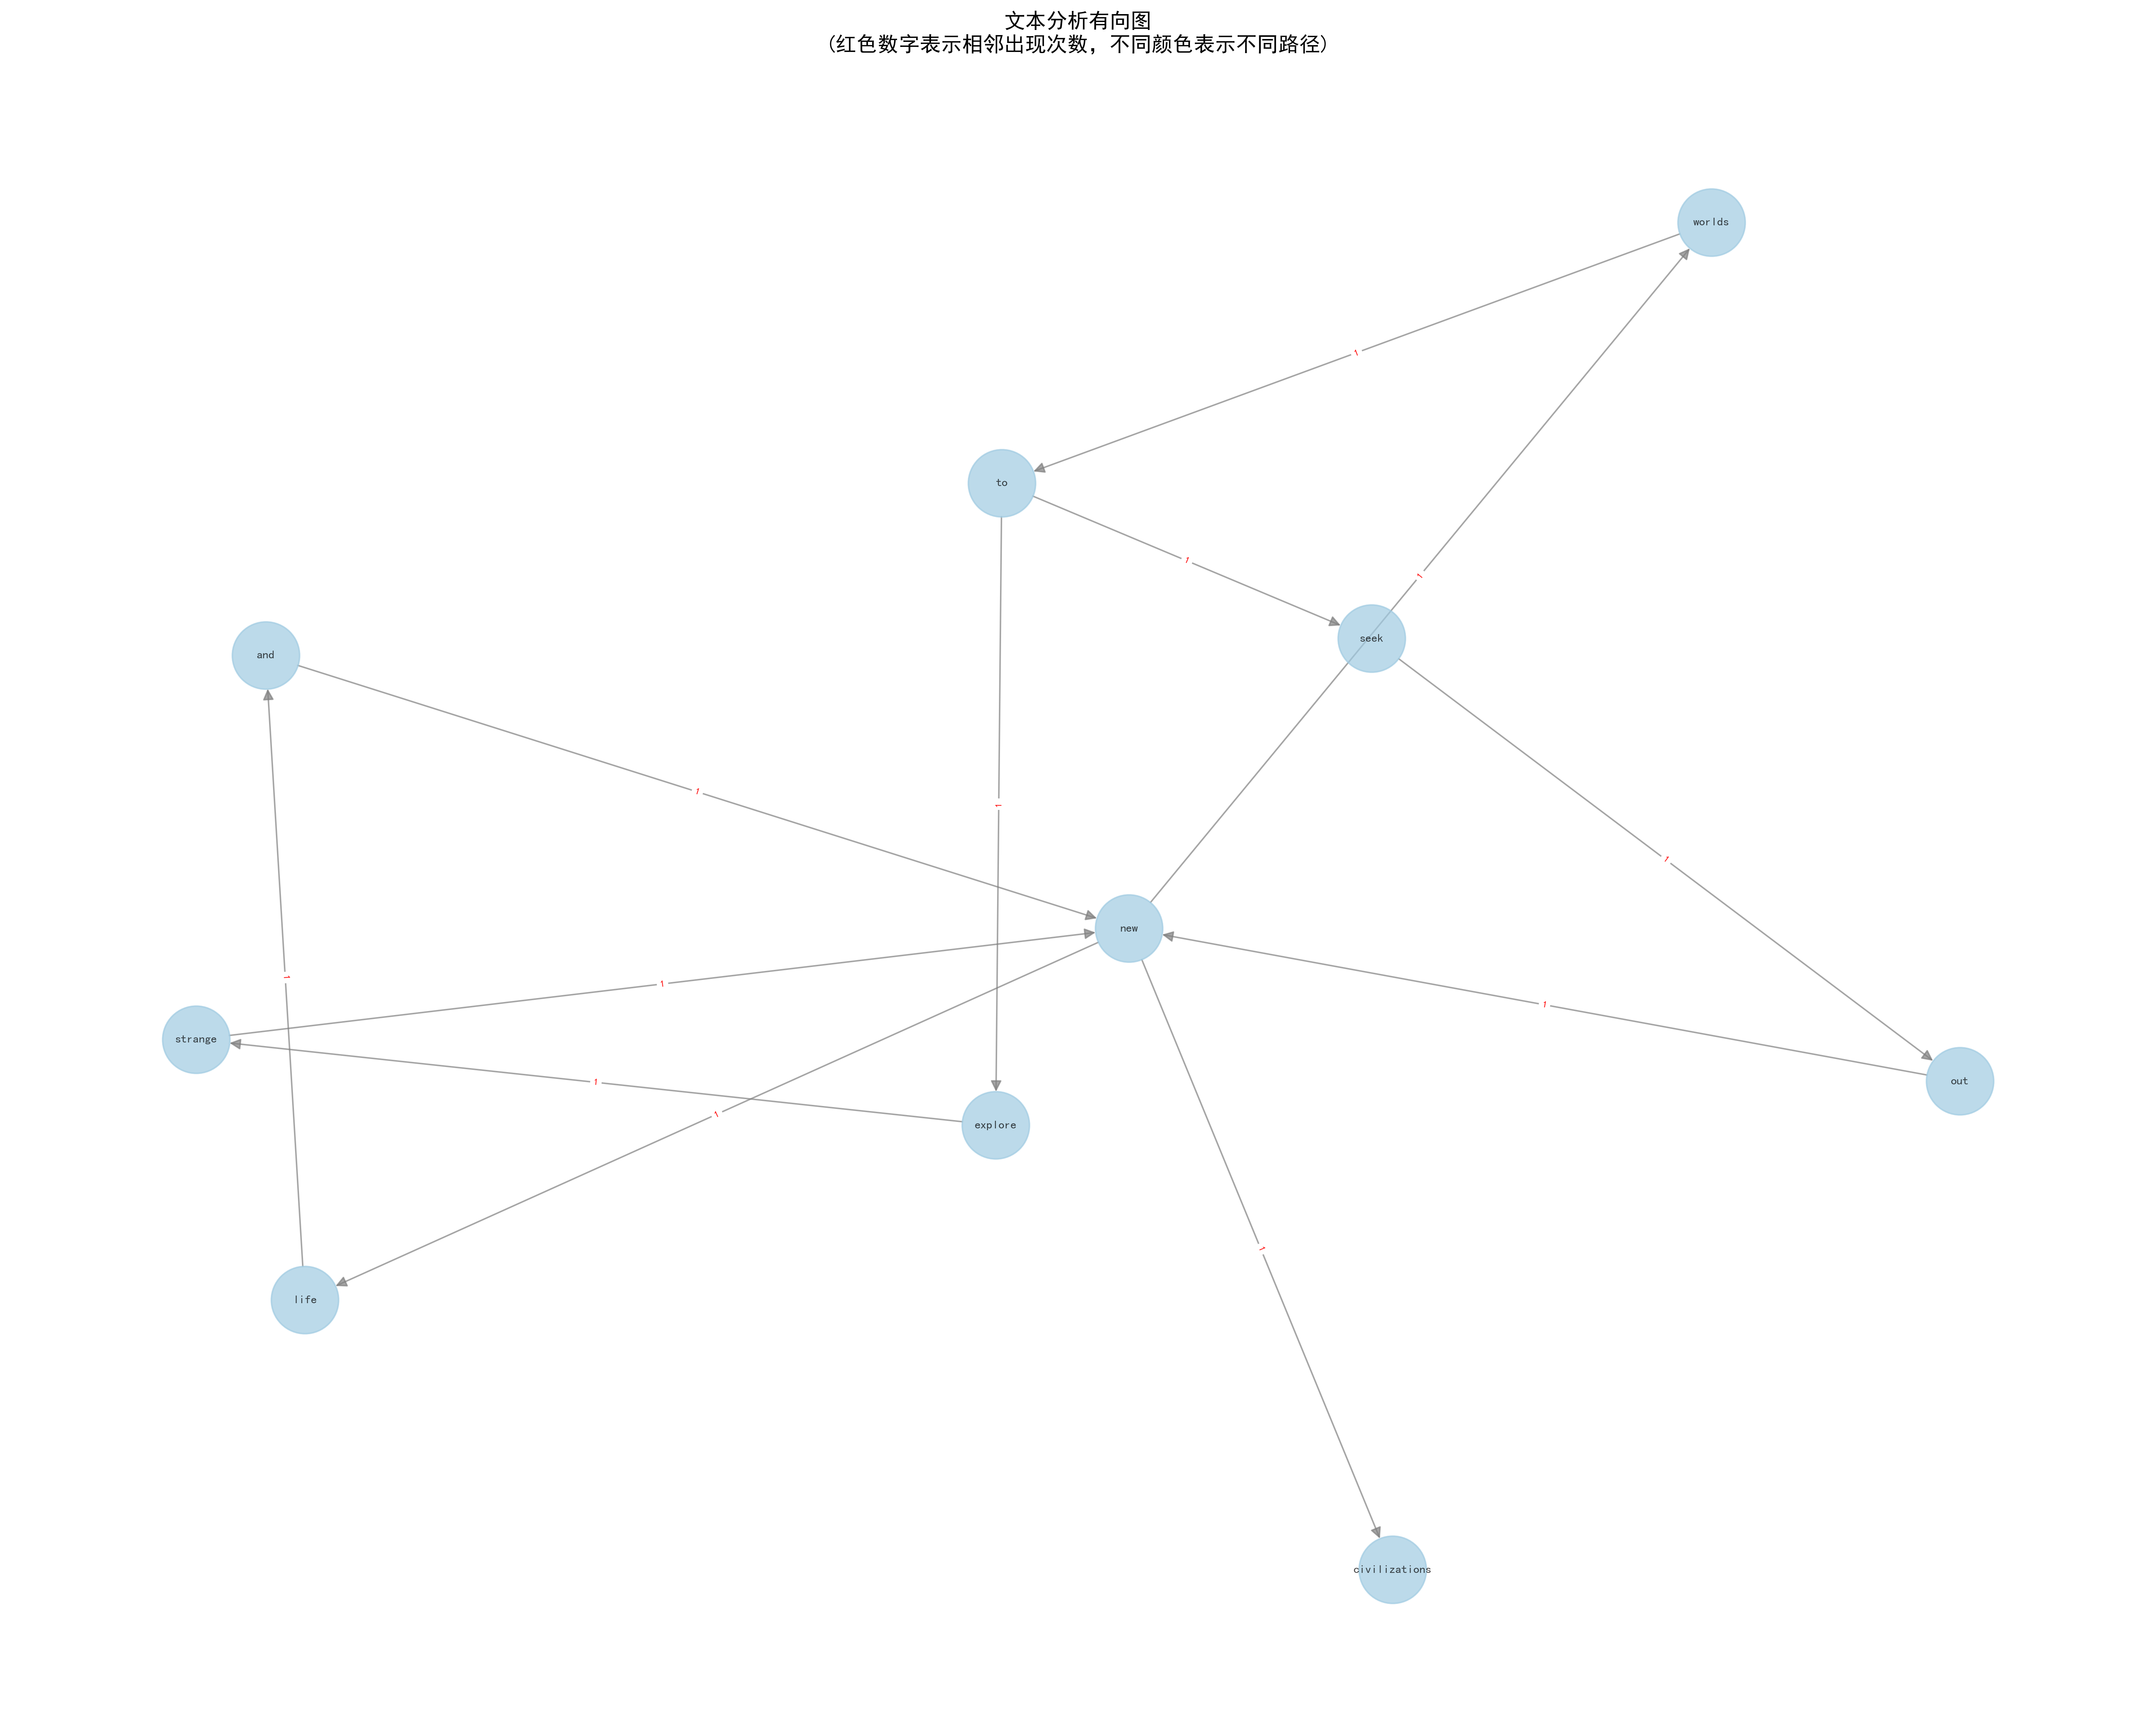 文本分析有向图
(红色数字表示相邻出现次数，不同颜色表示不同路径)
worlds
1
to
1
1
seek
and
1
1
1
new
1
1
strange
1
1
out
1
explore
1
life
civilizations